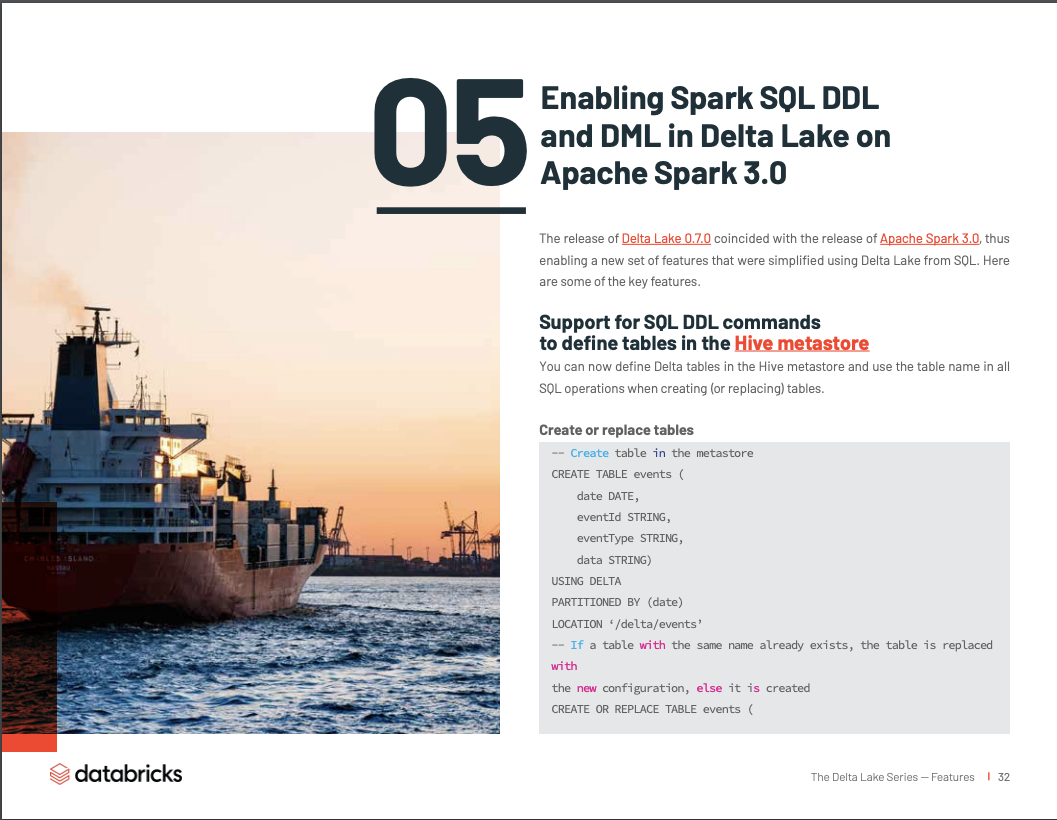 05
Enabling Spark SQL DDL
and DML in Delta Lake on
Apache Spark 3.0
The release of Delta Lake 0.7.0 coincided with the release of Apache Spark 3.0, thus
enabling a new set of features that were simplified using Delta Lake from SQL. Here
are some of the key features.
Support for SQL DDL commands
to define tables in the Hive metastore
You can now define Delta tables in the Hive metastore and use the table name in all
SQL operations when creating (or replacing) tables.
Create or replace tables
-- Create table in the metastore
CREATE TABLE events (
    date DATE,
    eventId STRING,
    eventType STRING,
    data STRING)
USING DELTA
PARTITIONED BY (date)
LOCATION ‘/delta/events’
-- If a table with the same name already exists, the table is replaced
with
the new configuration, else it is created
CREATE OR REPLACE TABLE events (
CHARLES ISLAND
NASSAU
databricks
The Delta Lake Series — Features | 32